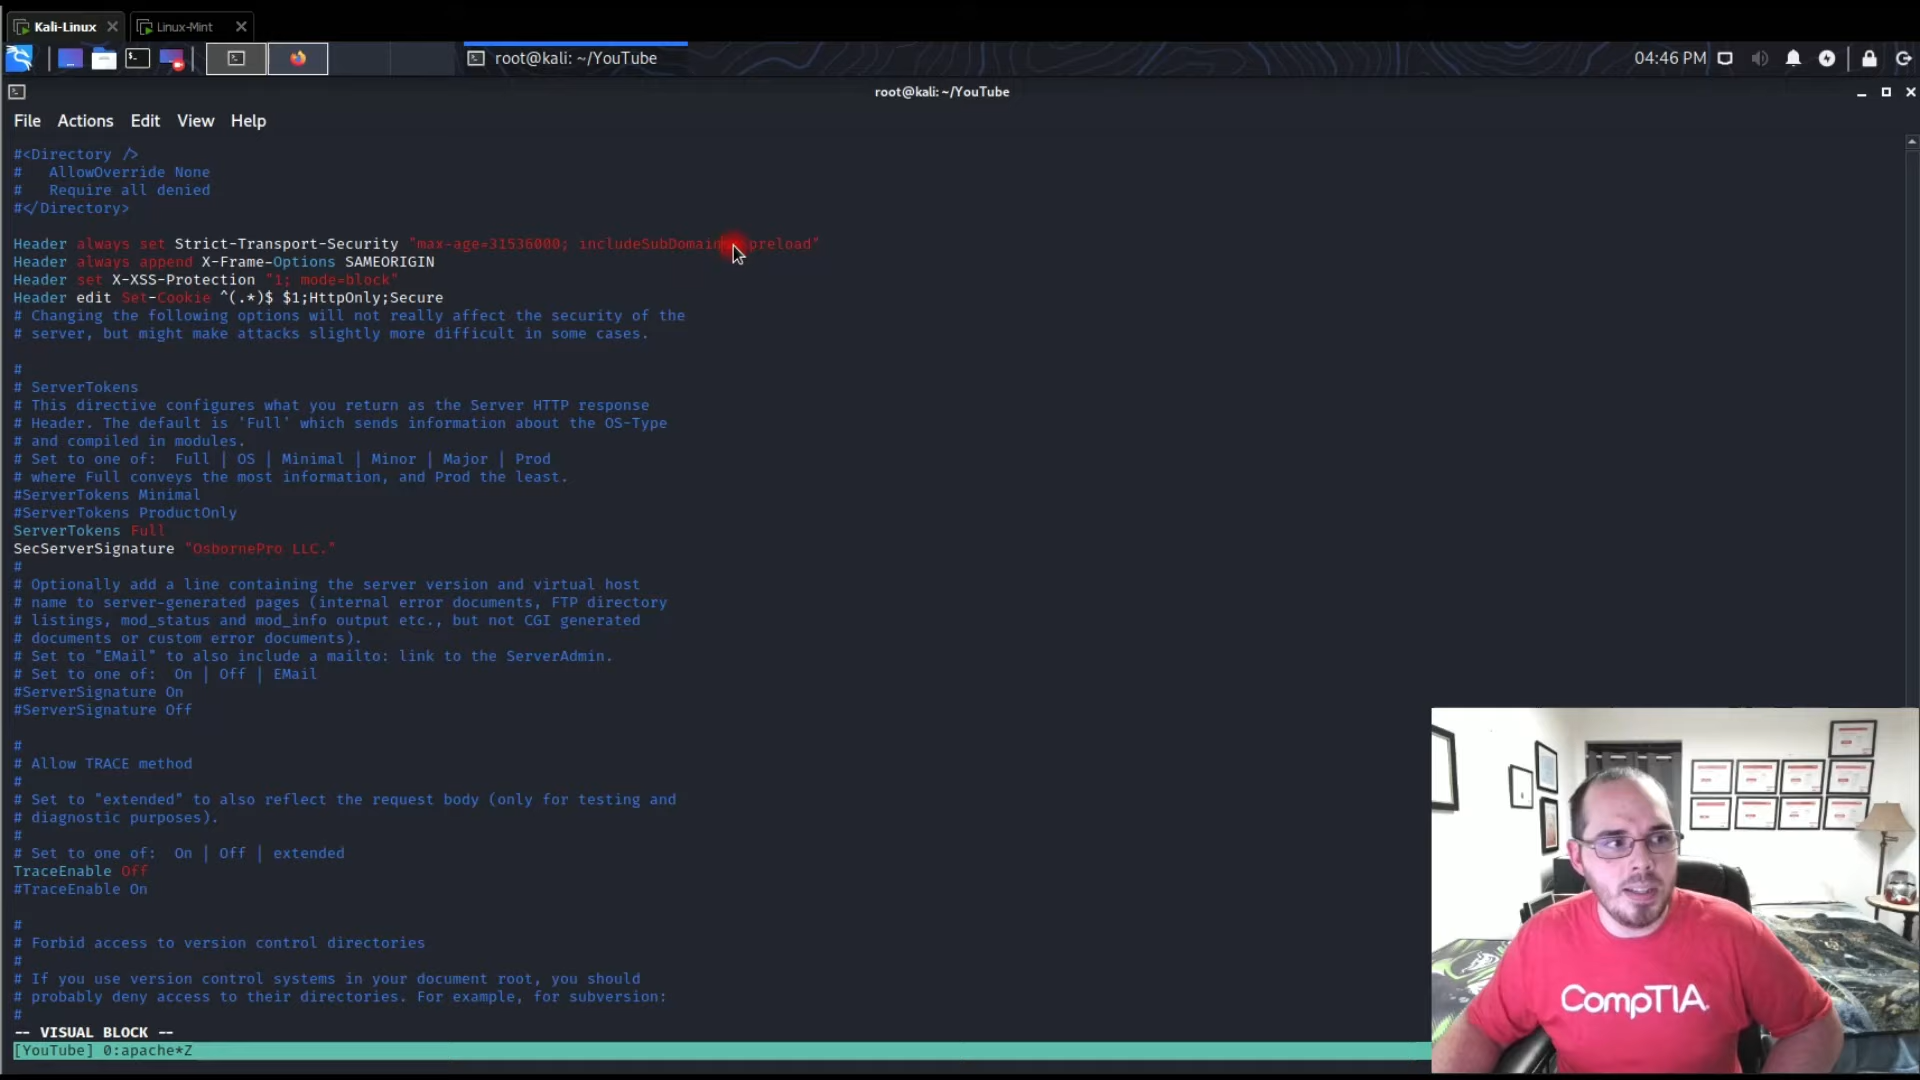 Kali-Linux
Linux-Mint
root@kali: ~/YouTube
04:46 PM
root@kali: ~/YouTube
File Actions Edit View Help
#<Directory />
#   AllowOverride None
#   Require all denied
#</Directory>
Header always set Strict-Transport-Security "max-age=31536000; includeSubDomain preload"
Header always append X-Frame-Options SAMEORIGIN
Header set X-XSS-Protection "1; mode=block"
Header edit Set-Cookie ^(.*)$ $1;HttpOnly;Secure
# Changing the following options will not really affect the security of the
# server, but might make attacks slightly more difficult in some cases.
#
# ServerTokens
# This directive configures what you return as the Server HTTP response
# Header. The default is 'Full' which sends information about the OS-Type
# and compiled in modules.
# Set to one of:  Full | OS | Minimal | Minor | Major | Prod
# where Full conveys the most information, and Prod the least.
#ServerTokens Minimal
#ServerTokens ProductOnly
ServerTokens Full
SecServerSignature "OsbornePro LLC."
#
# Optionally add a line containing the server version and virtual host
# name to server-generated pages (internal error documents, FTP directory
# listings, mod_status and mod_info output etc., but not CGI generated
# documents or custom error documents).
# Set to "EMail" to also include a mailto: link to the ServerAdmin.
# Set to one of:  On | Off | EMail
#ServerSignature On
#ServerSignature Off
#
# Allow TRACE method
#
# Set to "extended" to also reflect the request body (only for testing and
# diagnostic purposes).
#
# Set to one of:  On | Off | extended
TraceEnable Off
#TraceEnable On
#
# Forbid access to version control directories
#
# If you use version control systems in your document root, you should
# probably deny access to their directories. For example, for subversion:
#
-- VISUAL BLOCK --
[YouTube] 0:apache*Z
CompTIA.